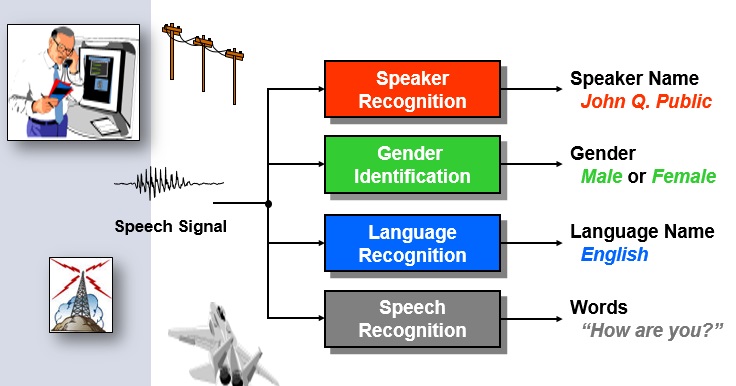 Speaker
Recognition
Speaker Name
John Q. Public
Gender
Identification
Gender
Male or Female
Speech Signal
Language
Recognition
Language Name
English
Speech
Recognition
Words
“How are you?”